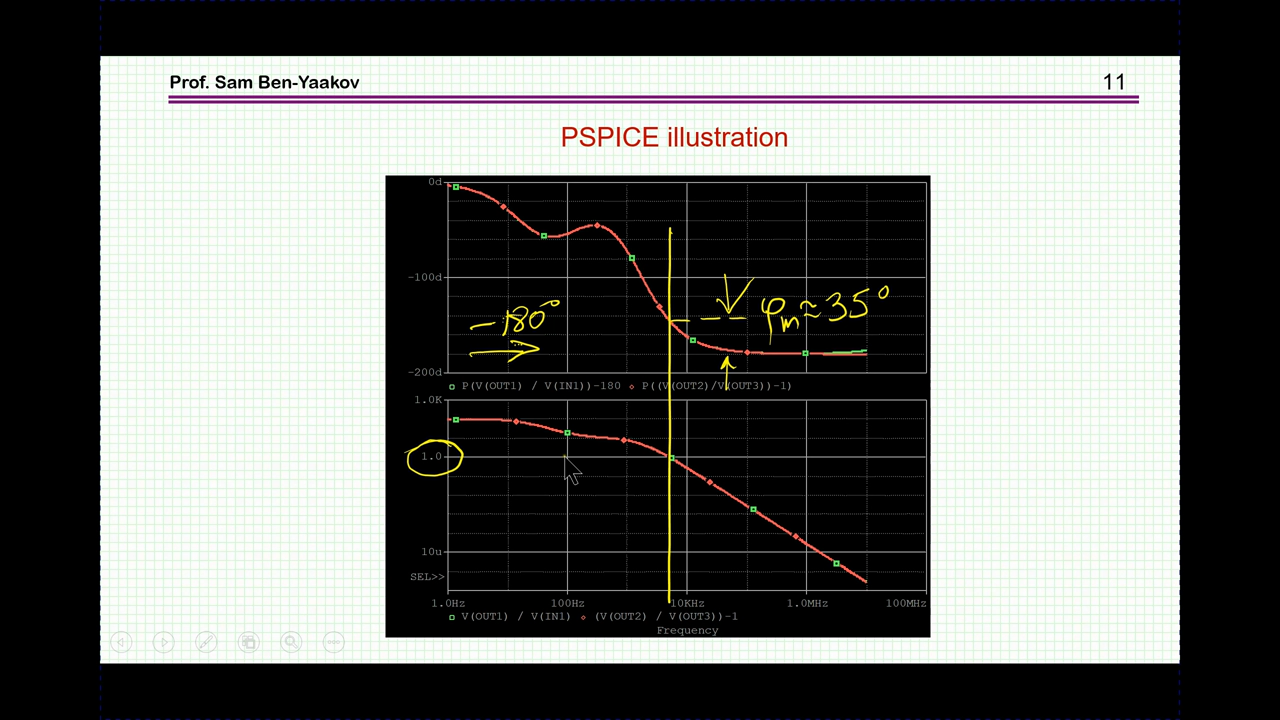 Prof. Sam Ben-Yaakov
11
PSPICE illustration
0d
-100d
-180°
φm≈35°
-200d
P(V(OUT1) / V(IN1))-180 P((V(OUT2)/V(OUT3))-1)
1.0K
1.0
10u
SEL>>
1.0Hz 100Hz 10KHz 1.0MHz 100MHz
V(OUT1) / V(IN1) (V(OUT2) / V(OUT3))-1
Frequency